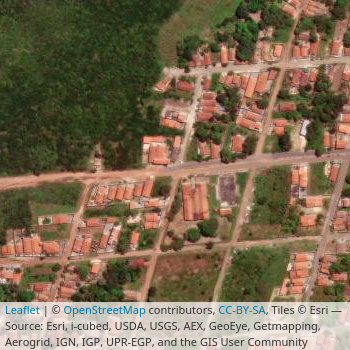 Leaflet | © OpenStreetMap contributors, CC-BY-SA, Tiles © Esri —
Source: Esri, i-cubed, USDA, USGS, AEX, GeoEye, Getmapping,
Aerogrid, IGN, IGP, UPR-EGP, and the GIS User Community